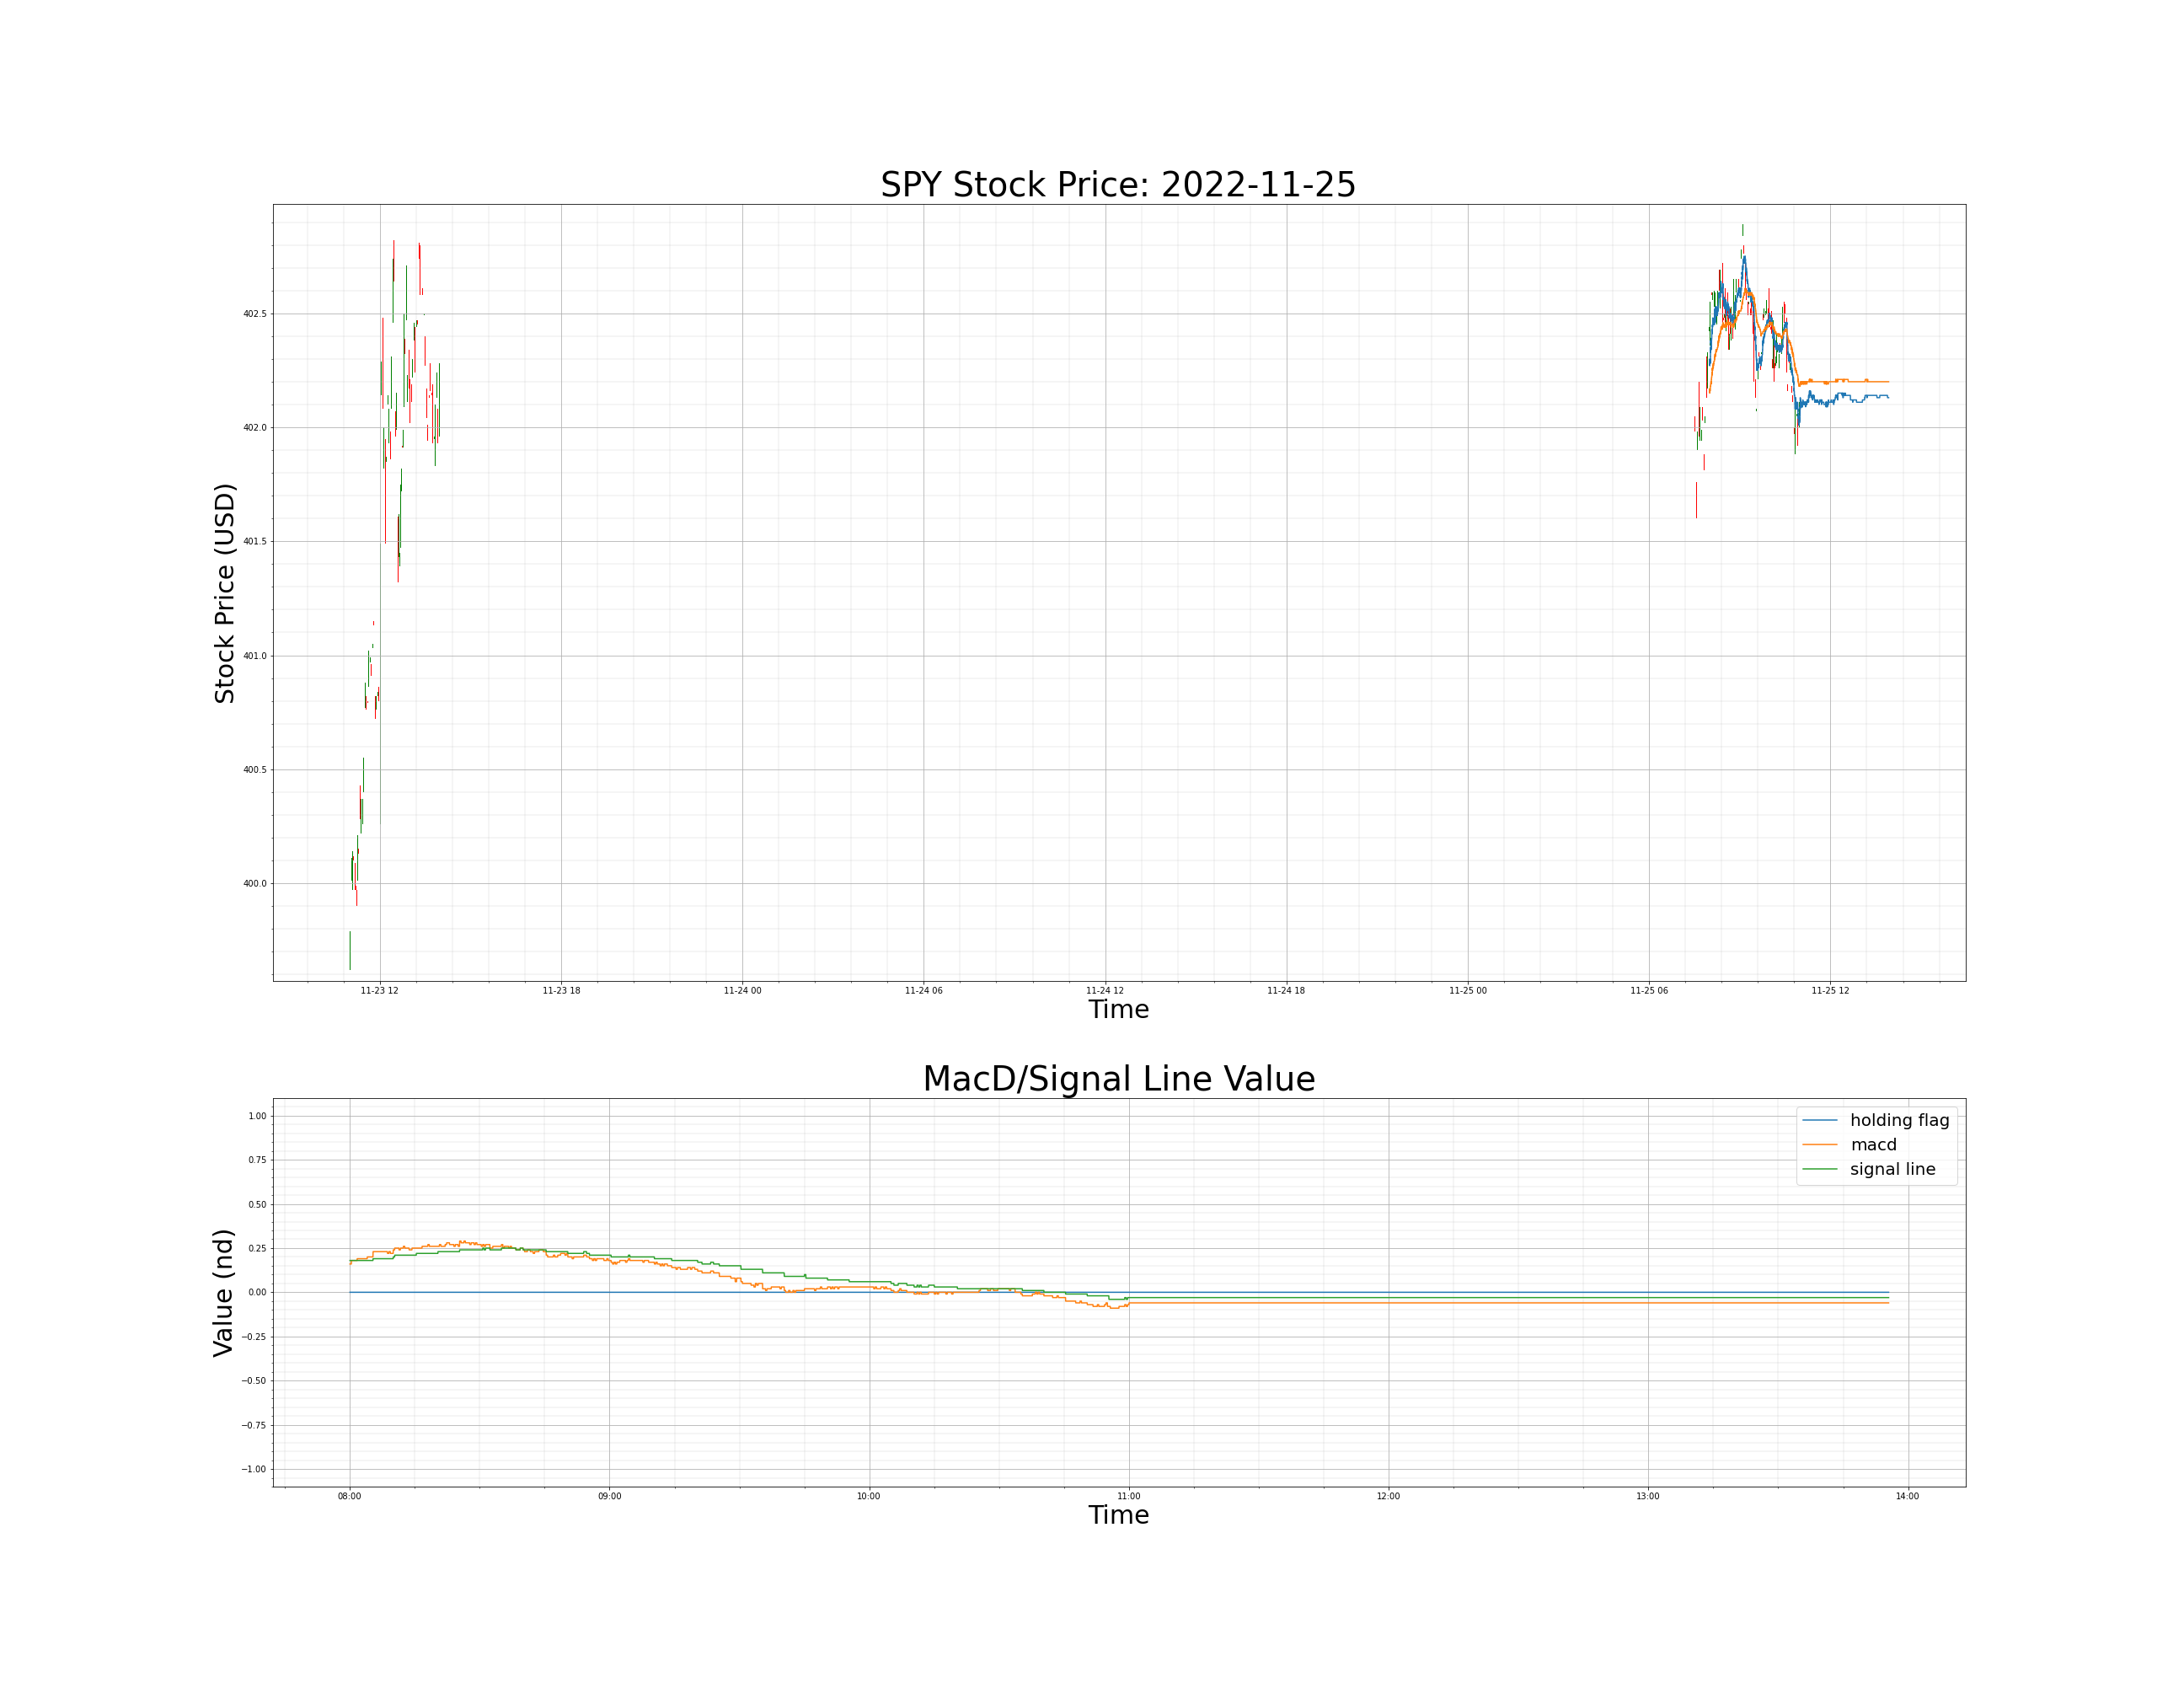 SPY Stock Price: 2022-11-25
Stock Price (USD)
402.5
402.0
401.5
401.0
400.5
400.0
11-23 12 11-23 18 11-24 00 11-24 06 11-24 12 11-24 18 11-25 00 11-25 06 11-25 12
Time
MacD/Signal Line Value
Value (nd)
1.00
0.75
0.50
0.25
0.00
−0.25
−0.50
−0.75
−1.00
holding flag
macd
signal line
08:00 09:00 10:00 11:00 12:00 13:00 14:00
Time